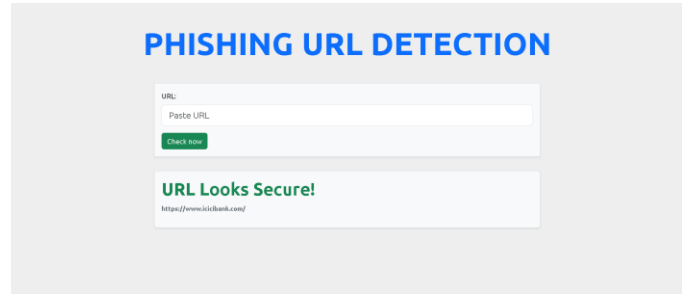 PHISHING URL DETECTION
URL:
Paste URL
Check now
URL Looks Secure!
https://www.icicibank.com/